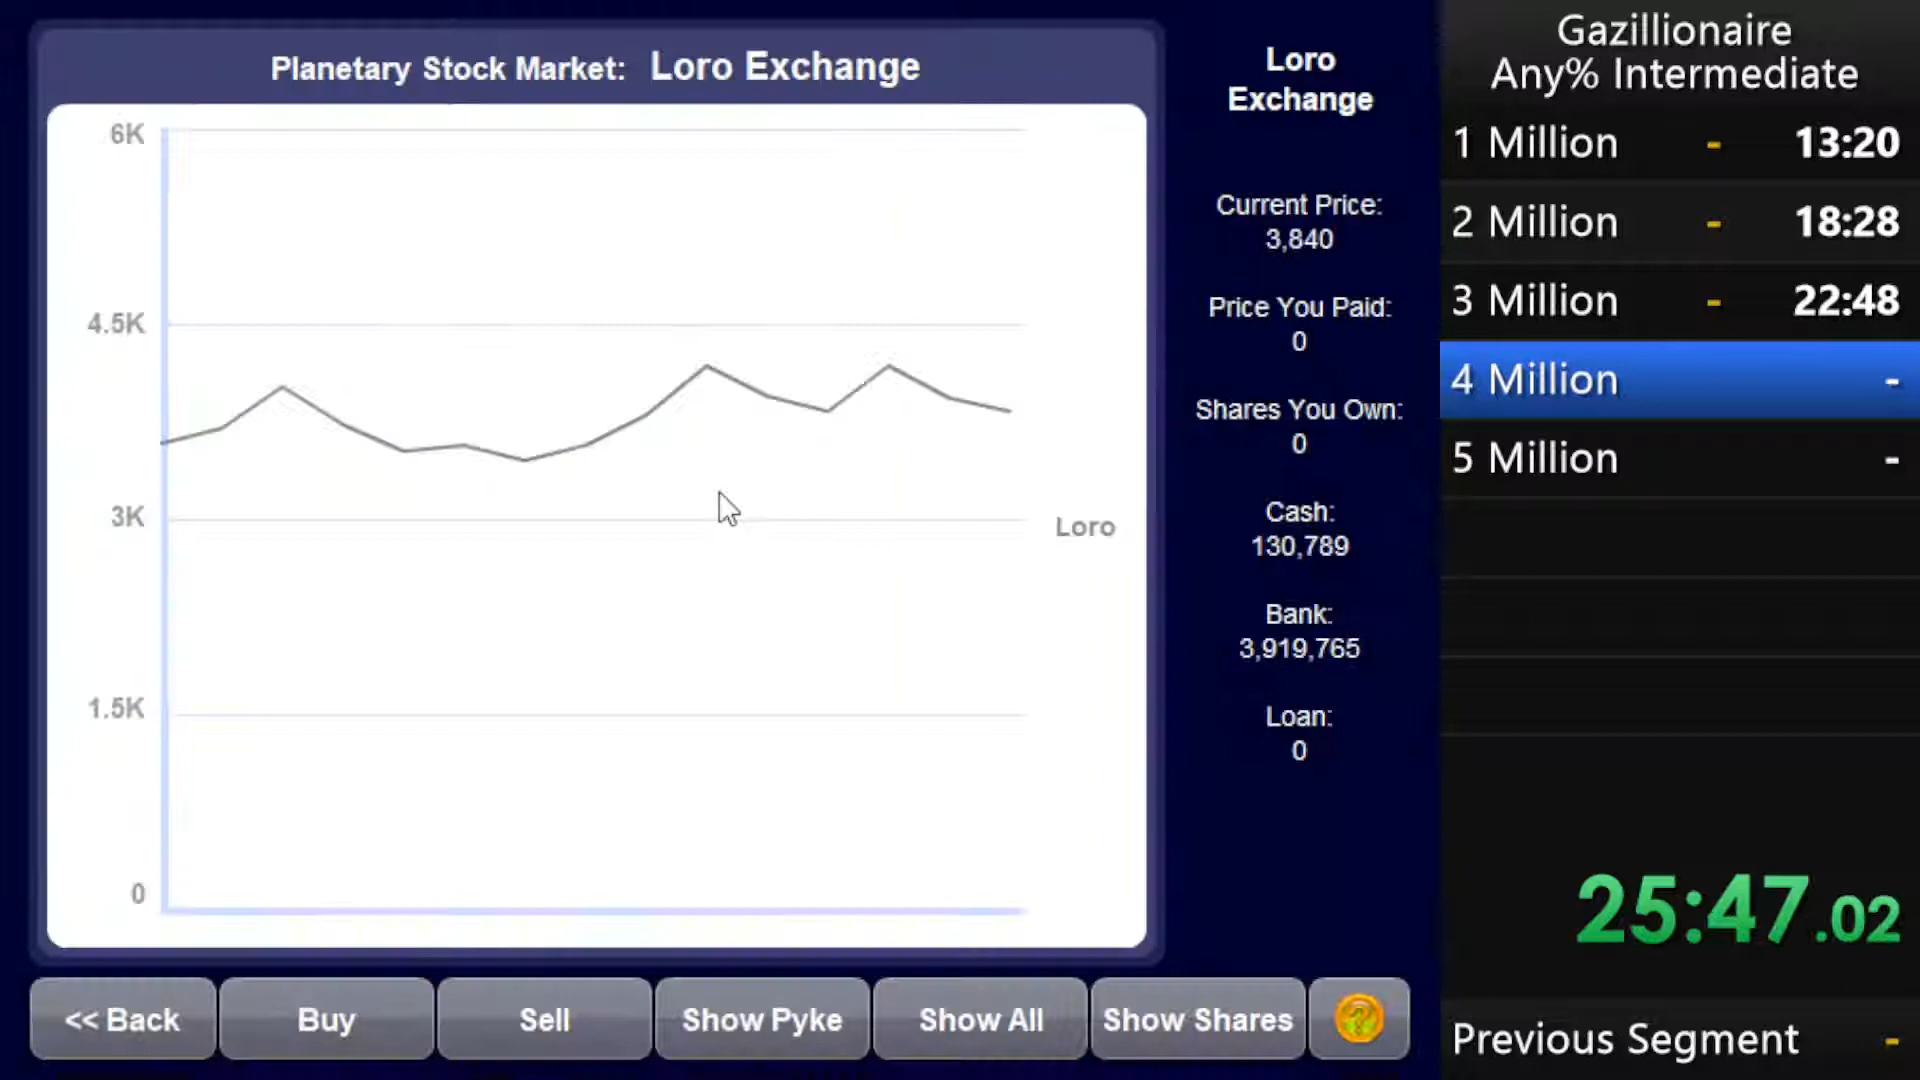 Planetary Stock Market: Loro Exchange
6K
4.5K
3K
1.5K
0
Loro
Loro
Exchange
Current Price:
3,840
Price You Paid:
0
Shares You Own:
0
Cash:
130,789
Bank:
3,919,765
Loan:
0
<< Back
Buy
Sell
Show Pyke
Show All
Show Shares
?
Gazillionaire
Any% Intermediate
1 Million - 13:20
2 Million - 18:28
3 Million - 22:48
4 Million -
5 Million -
25:47.02
Previous Segment -